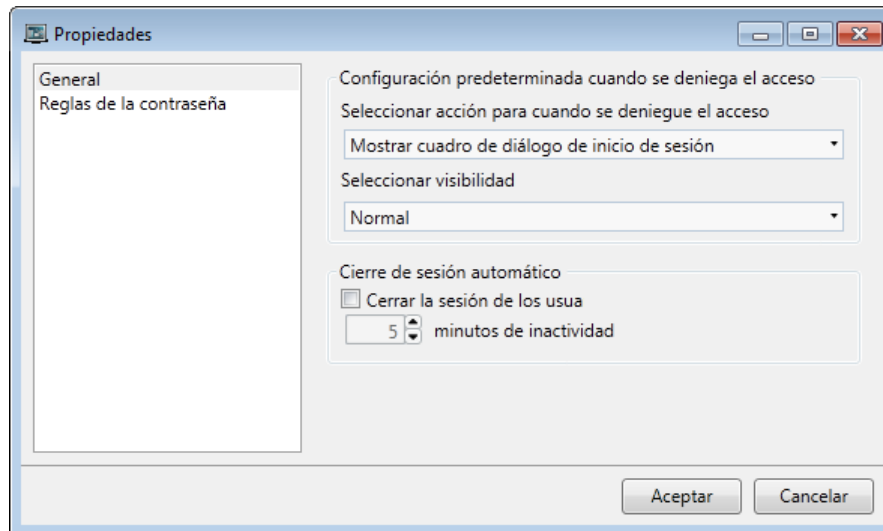 Propiedades
General
Reglas de la contraseña
Configuración predeterminada cuando se deniega el acceso
Seleccionar acción para cuando se deniegue el acceso
Mostrar cuadro de diálogo de inicio de sesión
Seleccionar visibilidad
Normal
Cierre de sesión automático
Cerrar la sesión de los usua
5 minutos de inactividad
Aceptar Cancelar